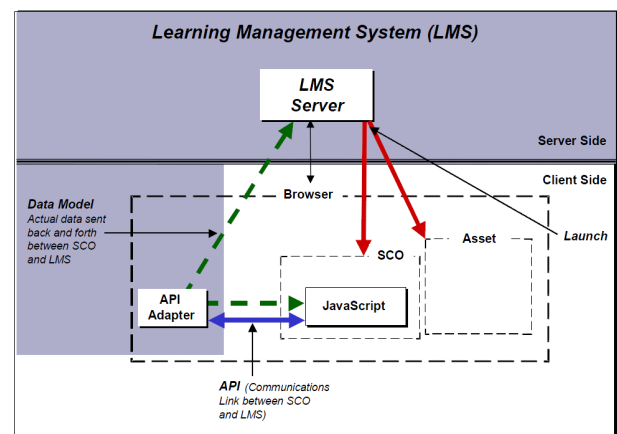 Learning Management System (LMS)
LMS
Server
Server Side
Client Side
Browser
Data Model
Actual data sent
back and forth
between SCO
and LMS
Launch
Asset
SCO
API
Adapter
JavaScript
API (Communications
Link between SCO
and LMS)